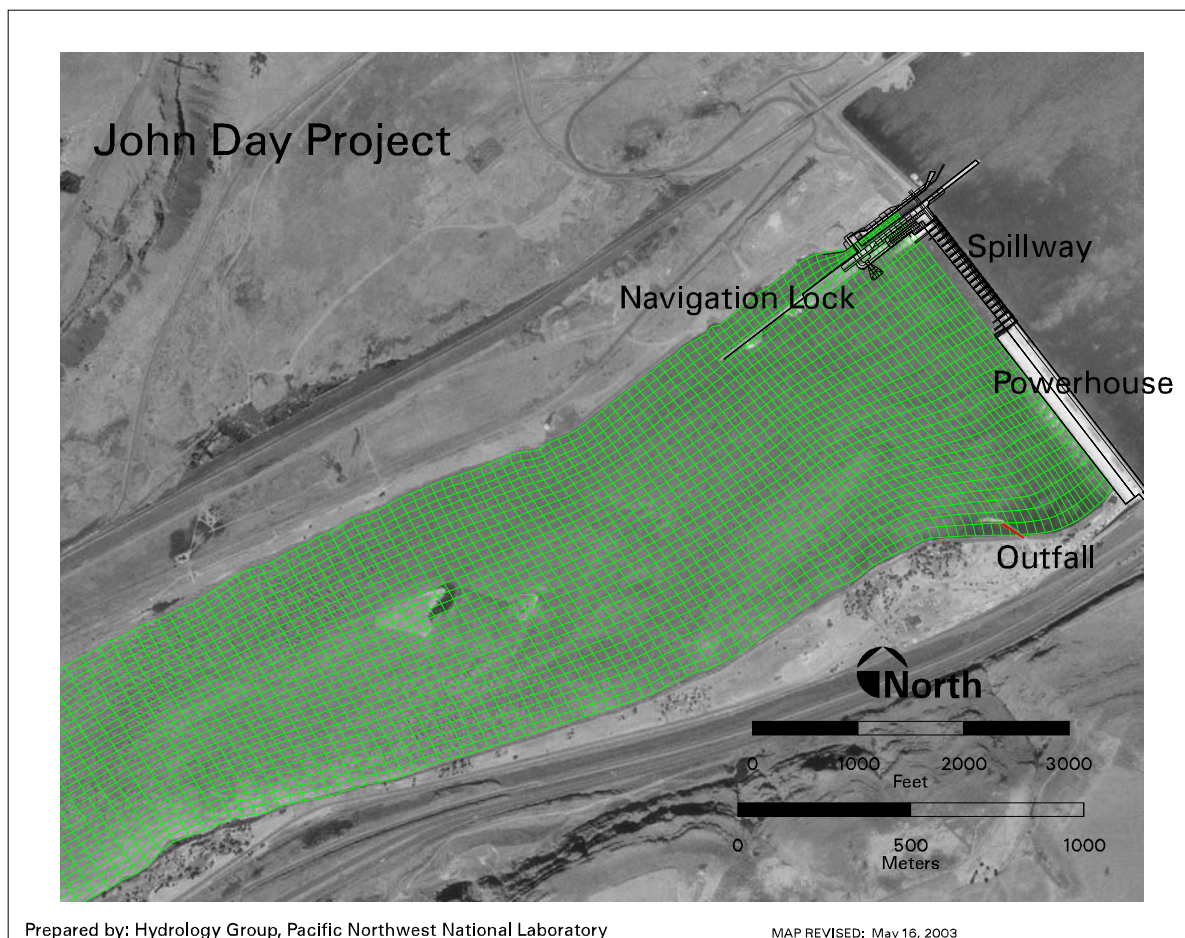 John Day Project
Spillway
Navigation Lock
Powerhouse
Outfall
North
0 1000 2000 3000
Feet
0 500 1000
Meters
Prepared by: Hydrology Group, Pacific Northwest National Laboratory
MAP REVISED: May 16, 2003